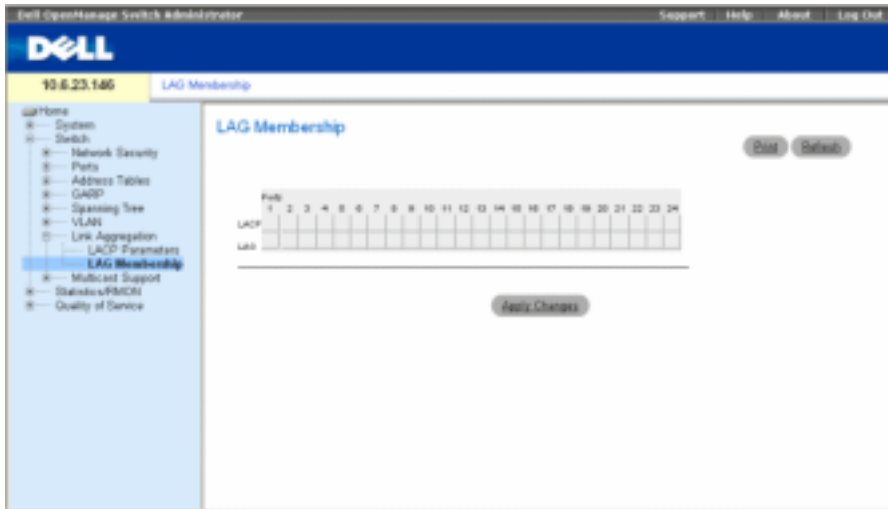 Dell OpenManage Switch Administrator
Support Help About Log Out
DELL
10.6.23.146
LAG Membership
Home
System
Switch
Network Security
Ports
Address Tables
GARP
Spanning Tree
VLAN
Link Aggregation
LACP Parameters
LAG Membership
Multicast Support
Statistics/RMON
Quality of Service
LAG Membership
Print Refresh
Ports
1 2 3 4 5 6 7 8 9 10 11 12 13 14 15 16 17 18 19 20 21 22 23 24
LACP
LAG
Apply Changes